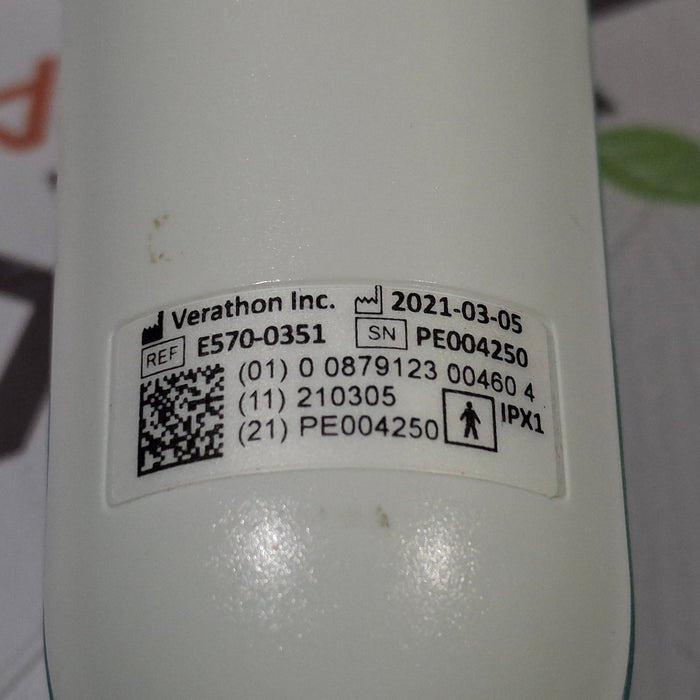 Verathon Inc. 2021-03-05
REF E570-0351 SN PE004250
(01) 0 0879123 00460 4
(11) 210305
(21) PE004250 IPX1